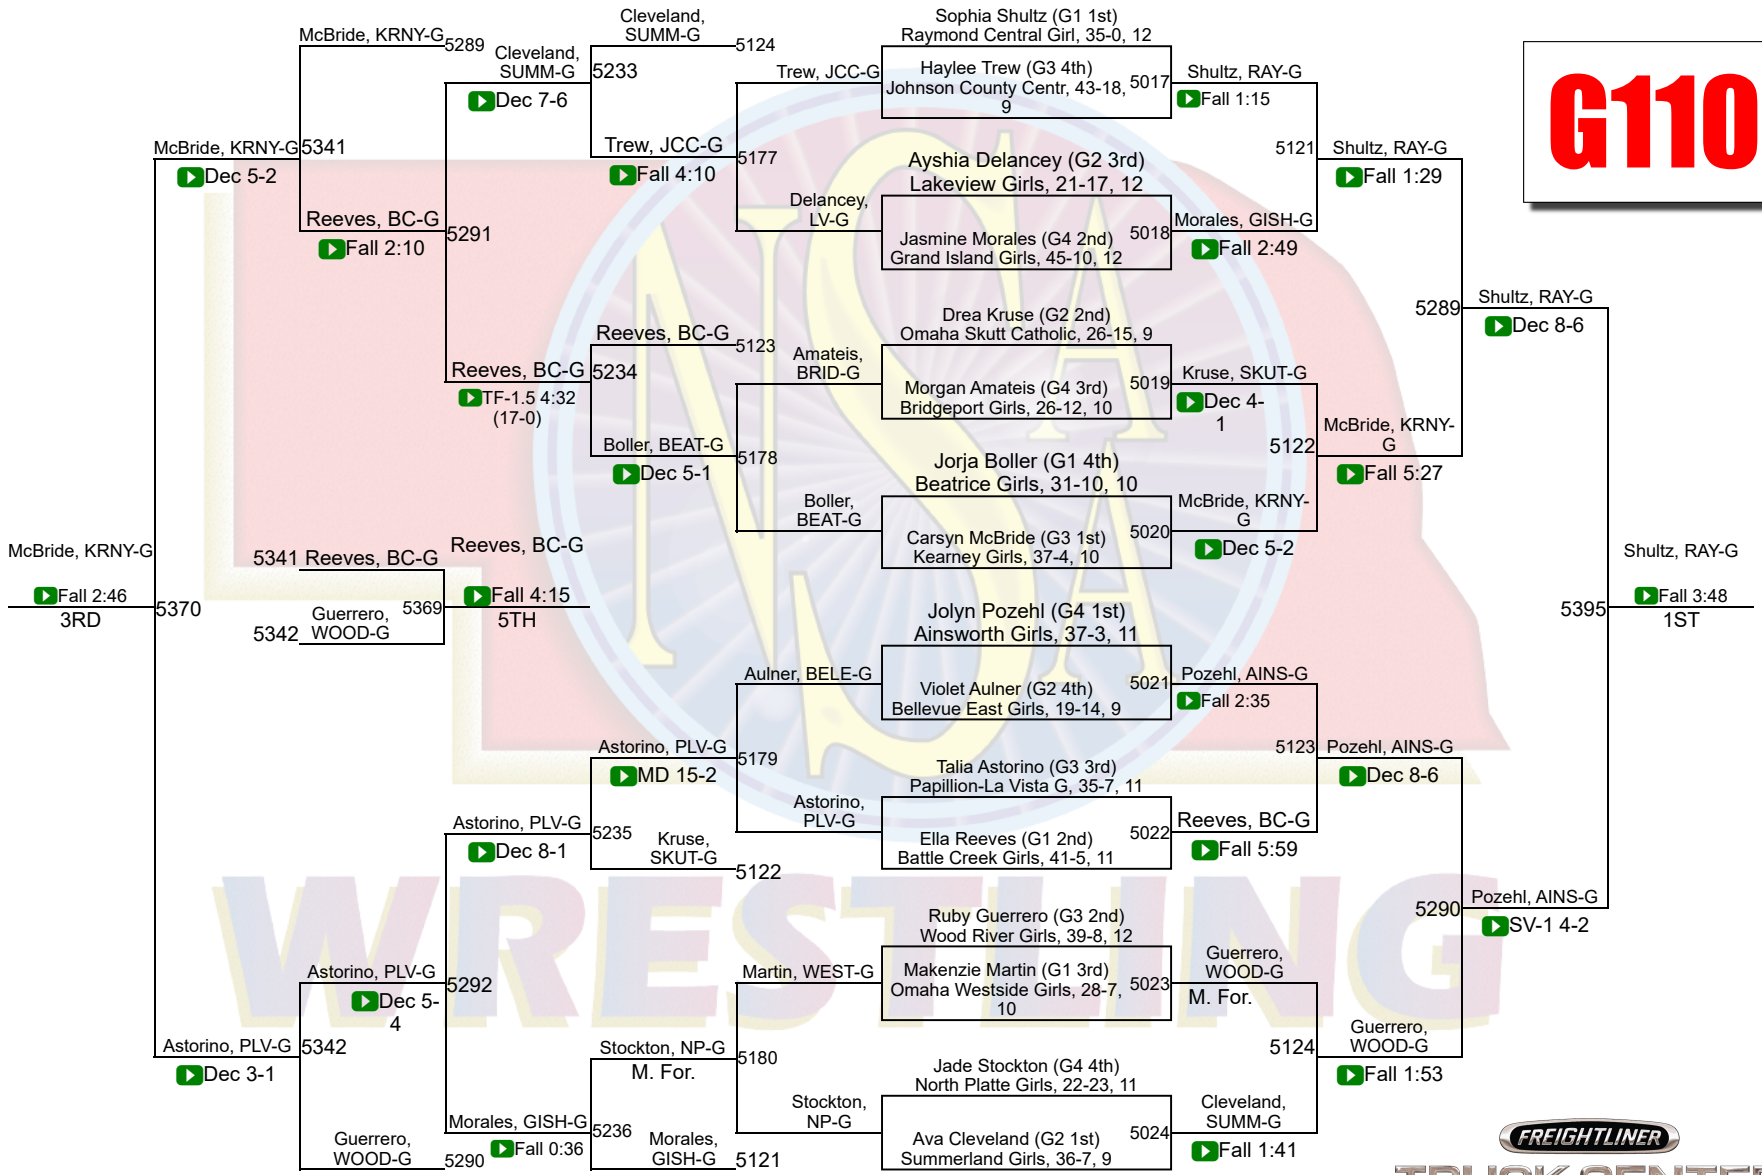 G110
Sophia Shultz (G1 1st)
Raymond Central Girl, 35-0, 12
Haylee Trew (G3 4th)
Johnson County Centr, 43-18,
9
5017
Ayshia Delancey (G2 3rd)
Lakeview Girls, 21-17, 12
Jasmine Morales (G4 2nd)
Grand Island Girls, 45-10, 12
5018
Drea Kruse (G2 2nd)
Omaha Skutt Catholic, 26-15, 9
Morgan Amateis (G4 3rd)
Bridgeport Girls, 26-12, 10
5019
Jorja Boller (G1 4th)
Beatrice Girls, 31-10, 10
Carsyn McBride (G3 1st)
Kearney Girls, 37-4, 10
5020
Jolyn Pozehl (G4 1st)
Ainsworth Girls, 37-3, 11
Violet Aulner (G2 4th)
Bellevue East Girls, 19-14, 9
5021
Talia Astorino (G3 3rd)
Papillion-La Vista G, 35-7, 11
Ella Reeves (G1 2nd)
Battle Creek Girls, 41-5, 11
5022
Ruby Guerrero (G3 2nd)
Wood River Girls, 39-8, 12
Makenzie Martin (G1 3rd)
Omaha Westside Girls, 28-7,
10
5023
Jade Stockton (G4 4th)
North Platte Girls, 22-23, 11
Ava Cleveland (G2 1st)
Summerland Girls, 36-7, 9
5024
Shultz, RAY-G
Fall 1:15
Morales, GISH-G
Fall 2:49
Kruse, SKUT-G
Dec 4-
1
McBride, KRNY-
G
Dec 5-2
Pozehl, AINS-G
Fall 2:35
Reeves, BC-G
Fall 5:59
Guerrero,
WOOD-G
M. For.
Cleveland,
SUMM-G
Fall 1:41
5121
Shultz, RAY-G
Fall 1:29
5122
McBride, KRNY-
G
Fall 5:27
5123
Pozehl, AINS-G
Dec 8-6
5124
Guerrero,
WOOD-G
Fall 1:53
5289
Shultz, RAY-G
Dec 8-6
5290
Pozehl, AINS-G
SV-1 4-2
5395
Shultz, RAY-G
Fall 3:48
1ST
Trew, JCC-G
Delancey,
LV-G
Amateis,
BRID-G
Boller,
BEAT-G
Aulner, BELE-G
Astorino,
PLV-G
Martin, WEST-G
Stockton,
NP-G
Cleveland,
SUMM-G
5124
Trew, JCC-G
Fall 4:10
5177
Reeves, BC-G
5123
Boller, BEAT-G
Dec 5-1
5178
Astorino, PLV-G
MD 15-2
5179
Kruse,
SKUT-G
5122
Stockton, NP-G
M. For.
5180
Morales,
GISH-G
5121
Cleveland,
SUMM-G
Dec 7-6
5233
Reeves, BC-G
TF-1.5 4:32
(17-0)
5234
Astorino, PLV-G
Dec 8-1
5235
Morales, GISH-G
Fall 0:36
5236
McBride, KRNY-G
5289
Reeves, BC-G
Fall 2:10
5291
Astorino, PLV-G
Dec 5-
4
5292
Guerrero,
WOOD-G
5290
McBride, KRNY-G
Dec 5-2
5341
Astorino, PLV-G
Dec 3-1
5342
5341
Reeves, BC-G
5342
Guerrero,
WOOD-G
5369
Reeves, BC-G
Fall 4:15
5TH
McBride, KRNY-G
Fall 2:46
3RD
5370
NSAA
WRESTLING
FREIGHTLINER
TRUCK CENTER